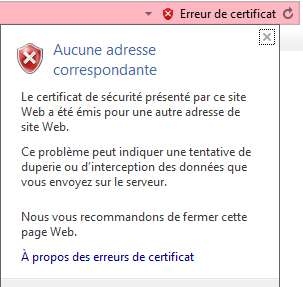 Erreur de certificat
Aucune adresse
correspondante
Le certificat de sécurité présenté par ce site
Web a été émis pour une autre adresse de
site Web.
Ce problème peut indiquer une tentative de
duperie ou d'interception des données que
vous envoyez sur le serveur.
Nous vous recommandons de fermer cette
page Web.
À propos des erreurs de certificat